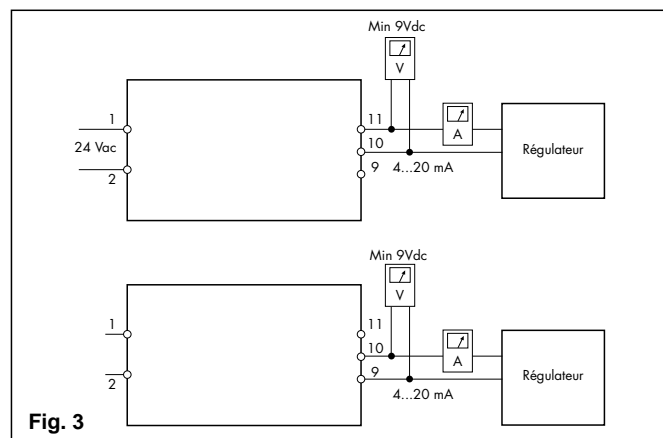 Min 9Vdc
V
1
11
A
24 Vac
10
Régulateur
2
9
4...20 mA
Min 9Vdc
V
1
11
10
A
2
9
Régulateur
4...20 mA
Fig. 3